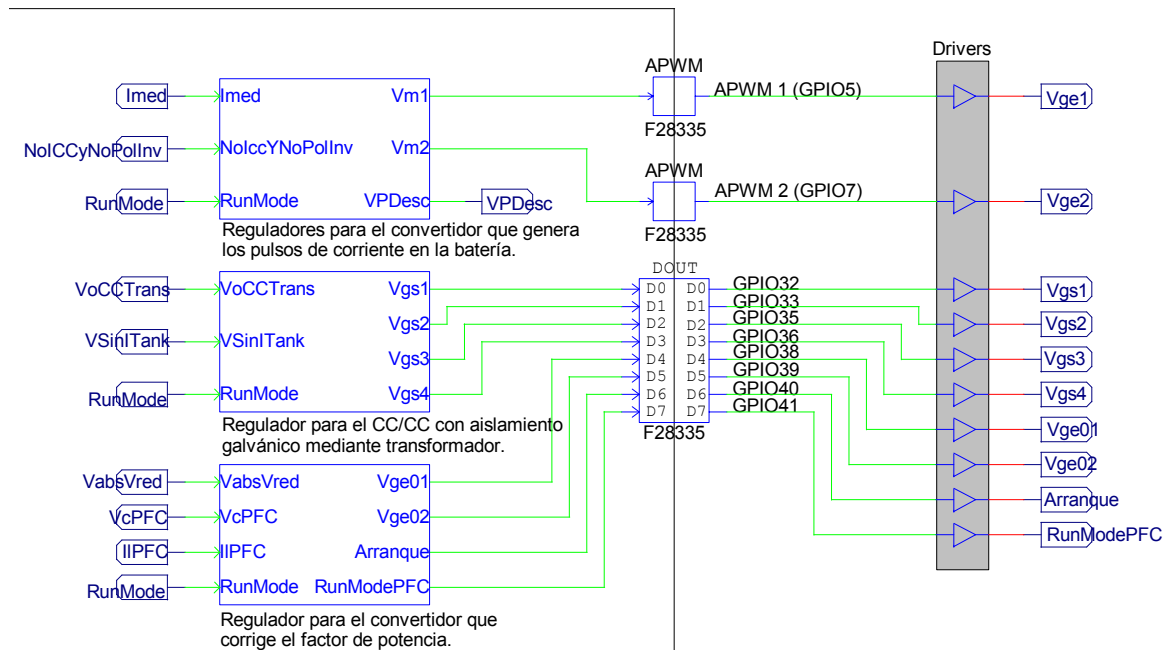 Drivers
APWM
Imed
Imed
Vm1
APWM 1 (GPIO5)
Vge1
F28335
NoICCyNoPolInv
NoIccYNoPolInv
Vm2
APWM
RunMode
RunMode
VPDesc
VPDesc
APWM 2 (GPIO7)
Vge2
F28335
Reguladores para el convertidor que genera
los pulsos de corriente en la batería.
DOUT
VoCCTrans
VoCCTrans
Vgs1
D0
D0
GPIO32
Vgs1
Vgs2
D1
D1
GPIO33
Vgs2
VSinITank
VSinITank
Vgs3
D2
D2
GPIO35
Vgs3
RunMode
RunMode
Vgs4
D3
D3
GPIO36
Vgs4
D4
D4
GPIO38
Vge01
D5
D5
GPIO39
Vge02
D6
D6
GPIO40
Arranque
D7
D7
GPIO41
RunModePFC
F28335
Regulador para el CC/CC con aislamiento
galvánico mediante transformador.
VabsVred
VabsVred
Vge01
VcPFC
VcPFC
Vge02
IIPFC
IIPFC
Arranque
RunMode
RunMode
RunModePFC
Regulador para el convertidor que
corrige el factor de potencia.